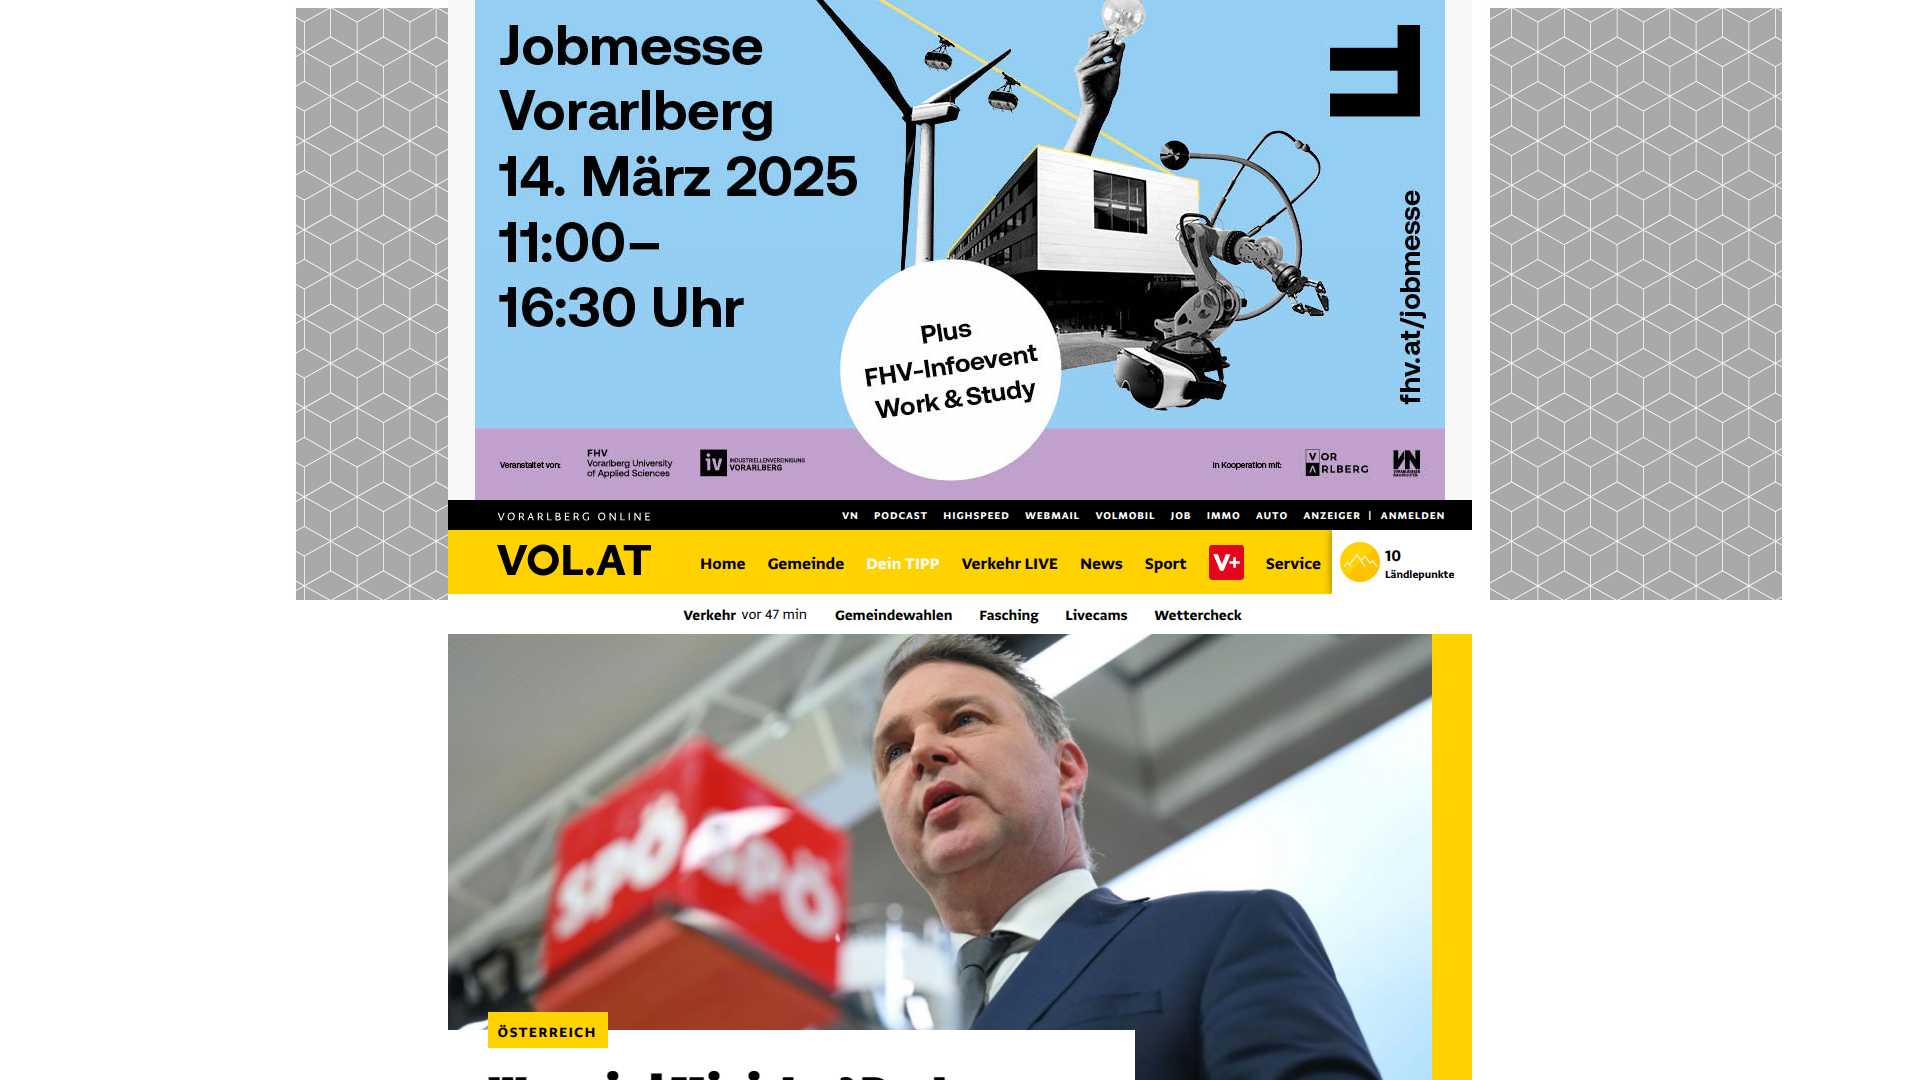 Jobmesse
Vorarlberg
14. März 2025
11:00–
16:30 Uhr
fhv.at/jobmesse
Plus
FHV-Infoevent
Work & Study
Veranstaltet von:
FHV
Vorarlberg University
of Applied Sciences
iv
INDUSTRIELLENVEREINIGUNG
VORARLBERG
In Kooperation mit:
VOR
ARLBERG
VN
VORARLBERG ONLINE
VN PODCAST HIGHSPEED WEBMAIL VOLMOBIL JOB IMMO AUTO ANZEIGER | ANMELDEN
VOL.AT
Home Gemeinde Dein TIPP Verkehr LIVE News Sport V+ Service
10
Ländlepunkte
Verkehr vor 47 min Gemeindewahlen Fasching Livecams Wettercheck
SPÖ SPÖ
ÖSTERREICH